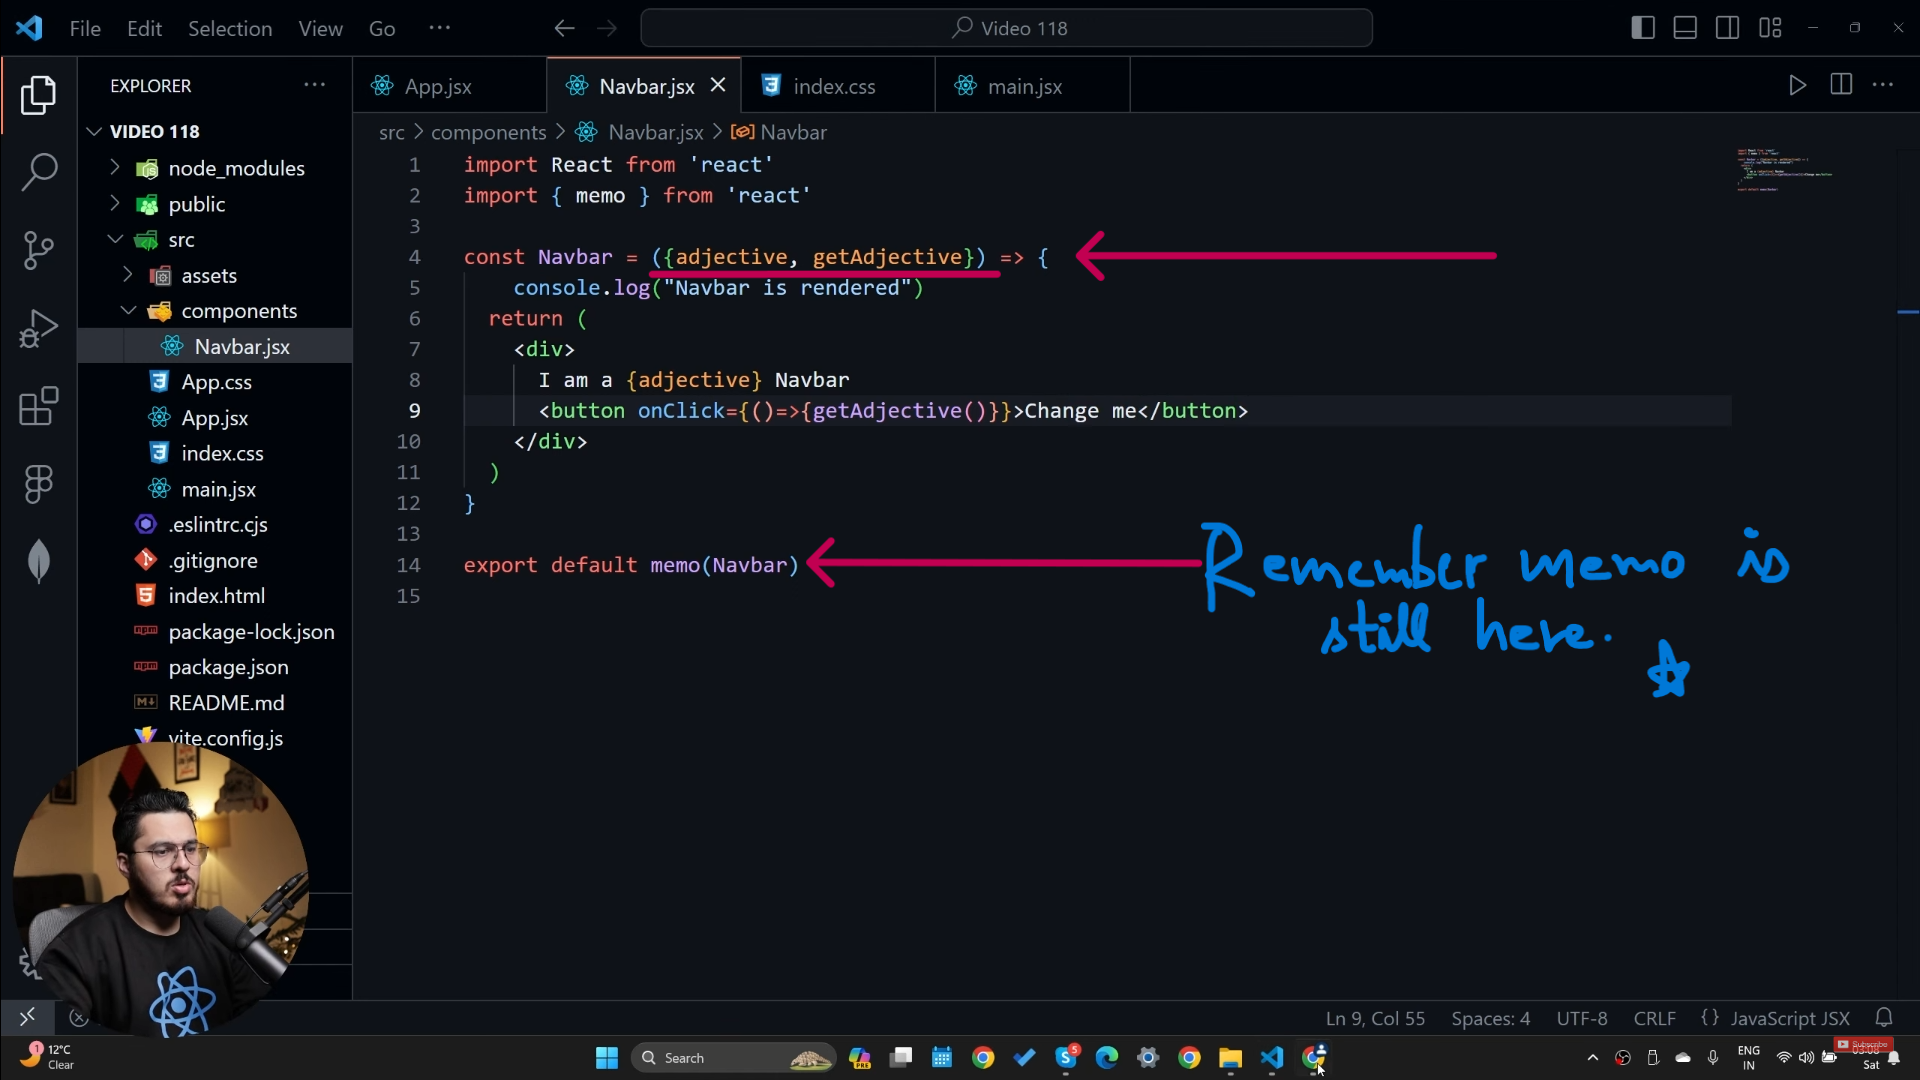 File Edit Selection View Go ···
Video 118
EXPLORER ···
App.jsx
Navbar.jsx
index.css
main.jsx
VIDEO 118
node_modules
public
src
assets
components
Navbar.jsx
App.css
App.jsx
index.css
main.jsx
.eslintrc.cjs
.gitignore
index.html
package-lock.json
package.json
README.md
vite.config.js
src > components > Navbar.jsx > Navbar
1 import React from 'react'
2 import { memo } from 'react'
3
4 const Navbar = ({adjective, getAdjective}) => {
5 console.log("Navbar is rendered")
6 return (
7 <div>
8 I am a {adjective} Navbar
9 <button onClick={()=>{getAdjective()}}>Change me</button>
10 </div>
11 )
12 }
13
14 export default memo(Navbar)
15
Remember memo is
still here.
Ln 9, Col 55 Spaces: 4 UTF-8 CRLF {} JavaScript JSX
1
12°C
Clear
Search
PRE
5
ENG
IN
Subscribe
Sat